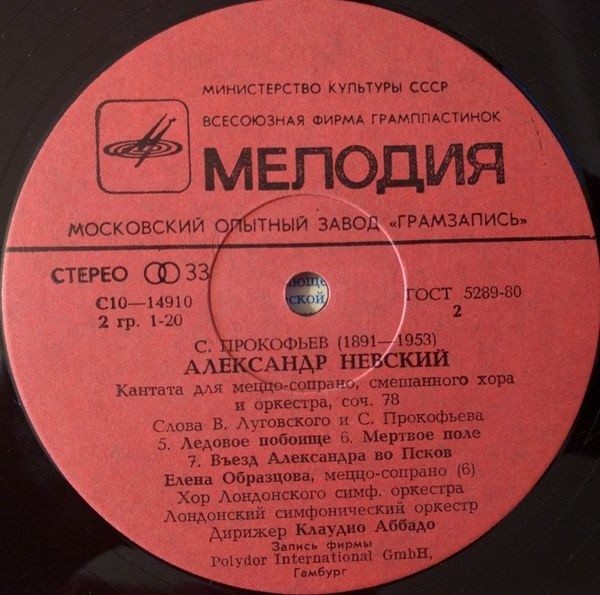 МИНИСТЕРСТВО КУЛЬТУРЫ СССР
ВСЕСОЮЗНАЯ ФИРМА ГРАМПЛАСТИНОК
МЕЛОДИЯ
МОСКОВСКИЙ ОПЫТНЫЙ ЗАВОД «ГРАМЗАПИСЬ»
СТЕРЕО 33
С10—14910
2 гр. 1-20
ГОСТ 5289-80
2
С. ПРОКОФЬЕВ (1891—1953)
АЛЕКСАНДР НЕВСКИЙ
Кантата для меццо-сопрано, смешанного хора
и оркестра, соч. 78
Слова В. Луговского и С. Прокофьева
5. Ледовое побоище 6. Мертвое поле
7. Въезд Александра во Псков
Елена Образцова, меццо-сопрано (6)
Хор Лондонского симф. оркестра
Лондонский симфонический оркестр
Дирижер Клаудио Аббадо
Запись фирмы
Polydor International GmbH,
Гамбург